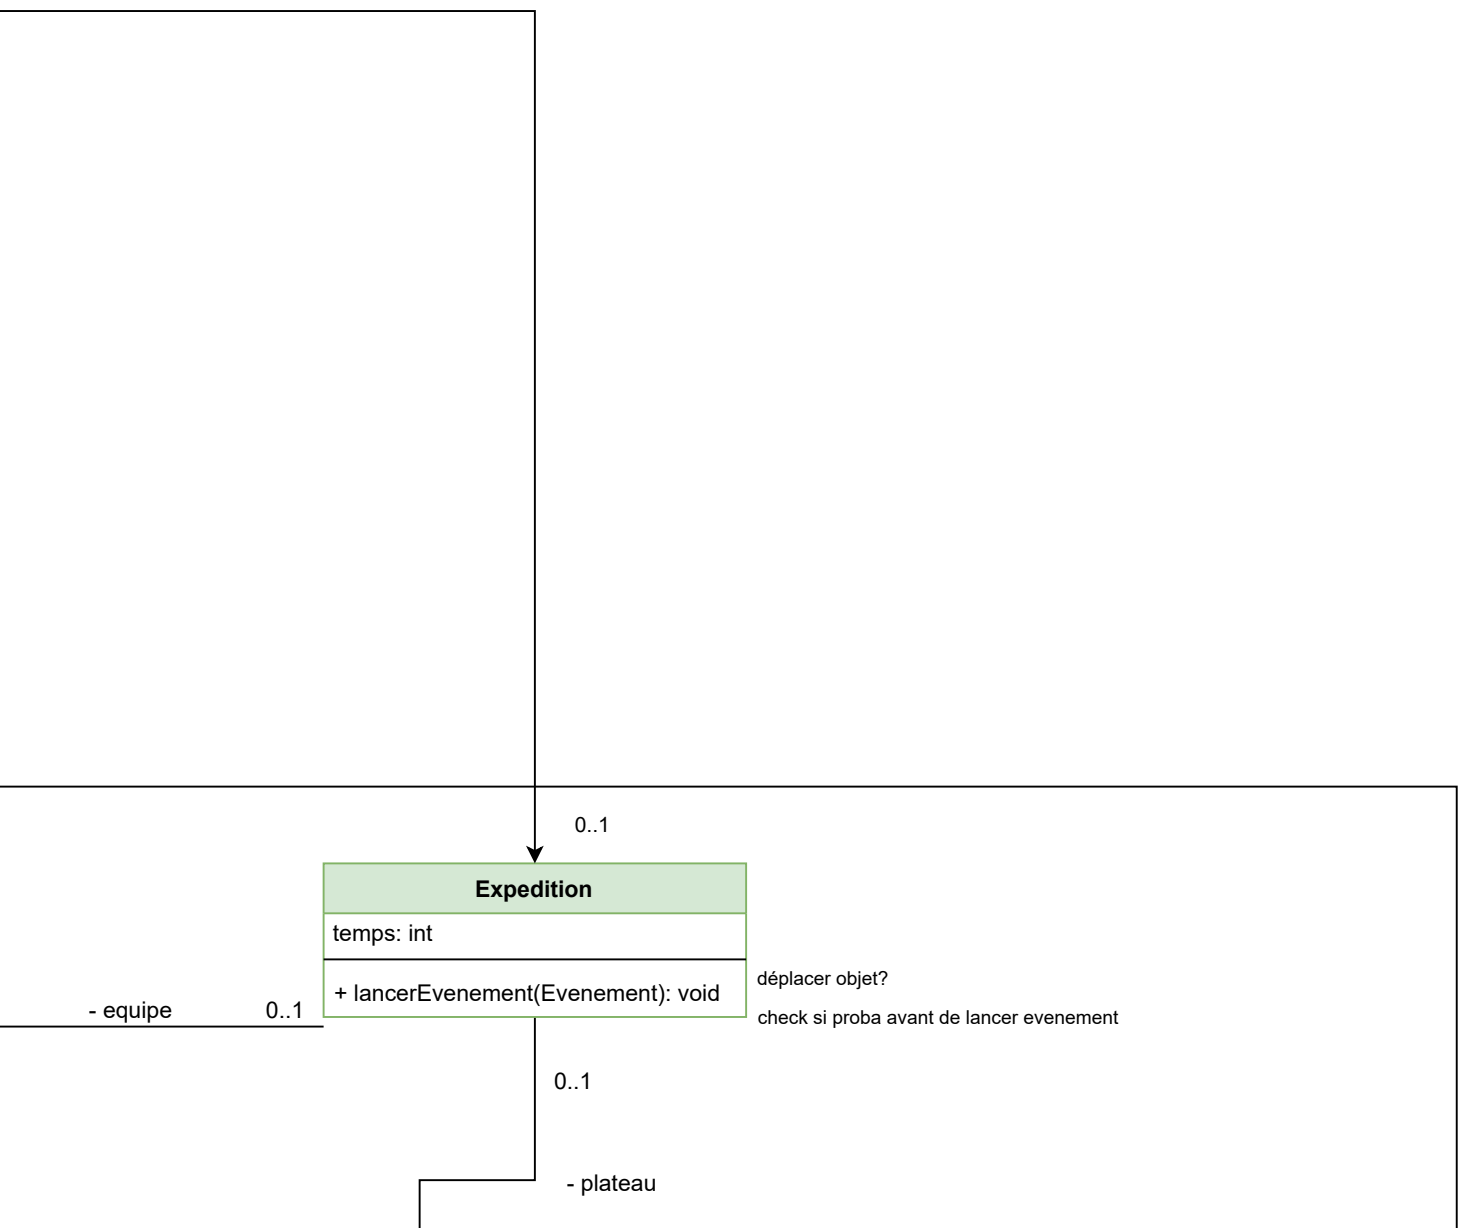 0..1
Expedition
temps: int
+ lancerEvenement(Evenement): void
déplacer objet?
check si proba avant de lancer evenement
- equipe
0..1
0..1
- plateau